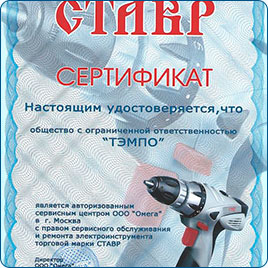 СТАВР
СЕРТИФИКАТ
Настоящим удостоверяется,что
общество с ограниченной ответственностью
"ТЭМПО"
является авторизованным
сервисным центром ООО "Омега"
в г. Москва
с правом сервисного обслуживания
и ремонта электроинструмента
торговой марки СТАВР
Директор
ООО "Омега"